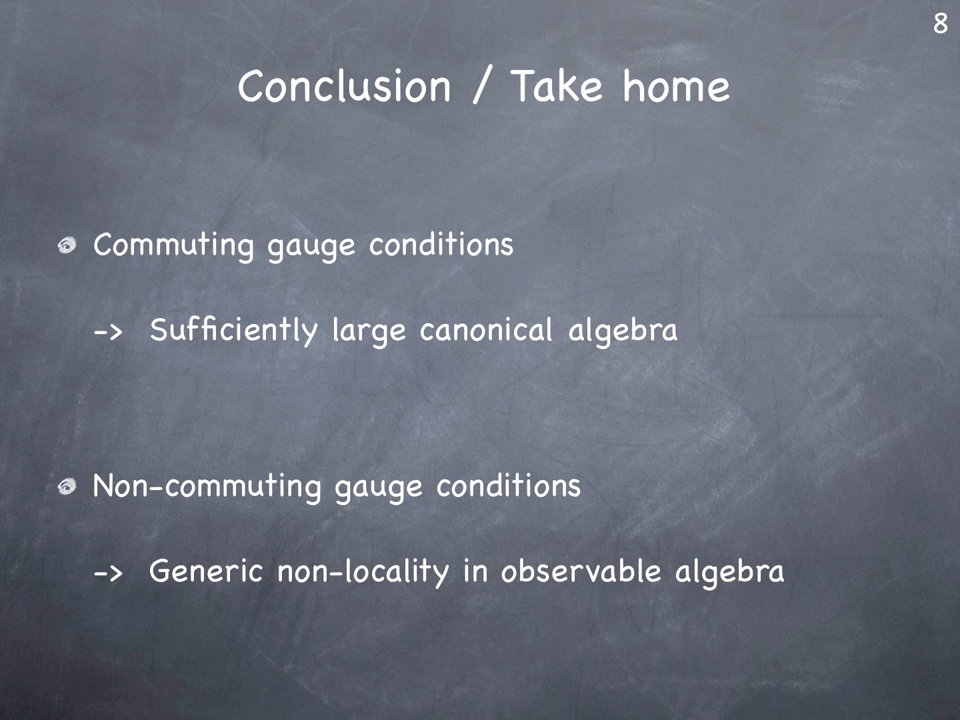 8
Conclusion / Take home
Commuting gauge conditions
-> Sufficiently large canonical algebra
Non-commuting gauge conditions
-> Generic non-locality in observable algebra